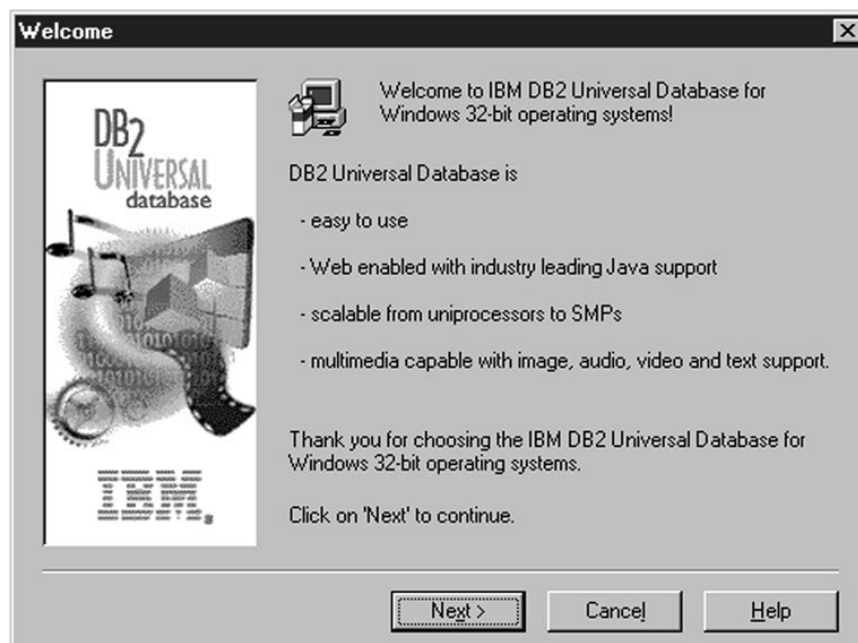 Welcome
DB2
UNIVERSAL
database
IBM
Welcome to IBM DB2 Universal Database for
Windows 32-bit operating systems!
DB2 Universal Database is
- easy to use
- Web enabled with industry leading Java support
- scalable from uniprocessors to SMPs
- multimedia capable with image, audio, video and text support.
Thank you for choosing the IBM DB2 Universal Database for
Windows 32-bit operating systems.
Click on 'Next' to continue.
Next >
Cancel
Help